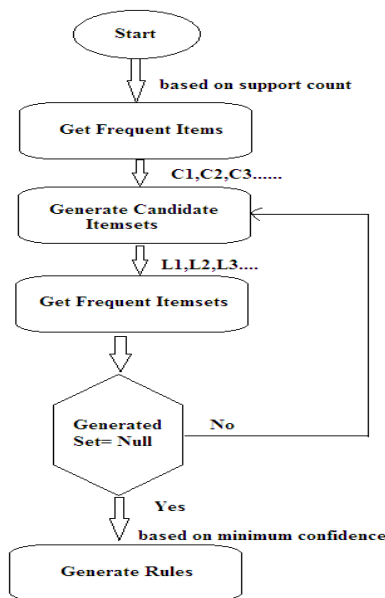 Start
based on support count
Get Frequent Items
C1,C2,C3......
Generate Candidate
Itemsets
L1,L2,L3....
Get Frequent Itemsets
Generated
Set= Null
No
Yes
based on minimum confidence
Generate Rules